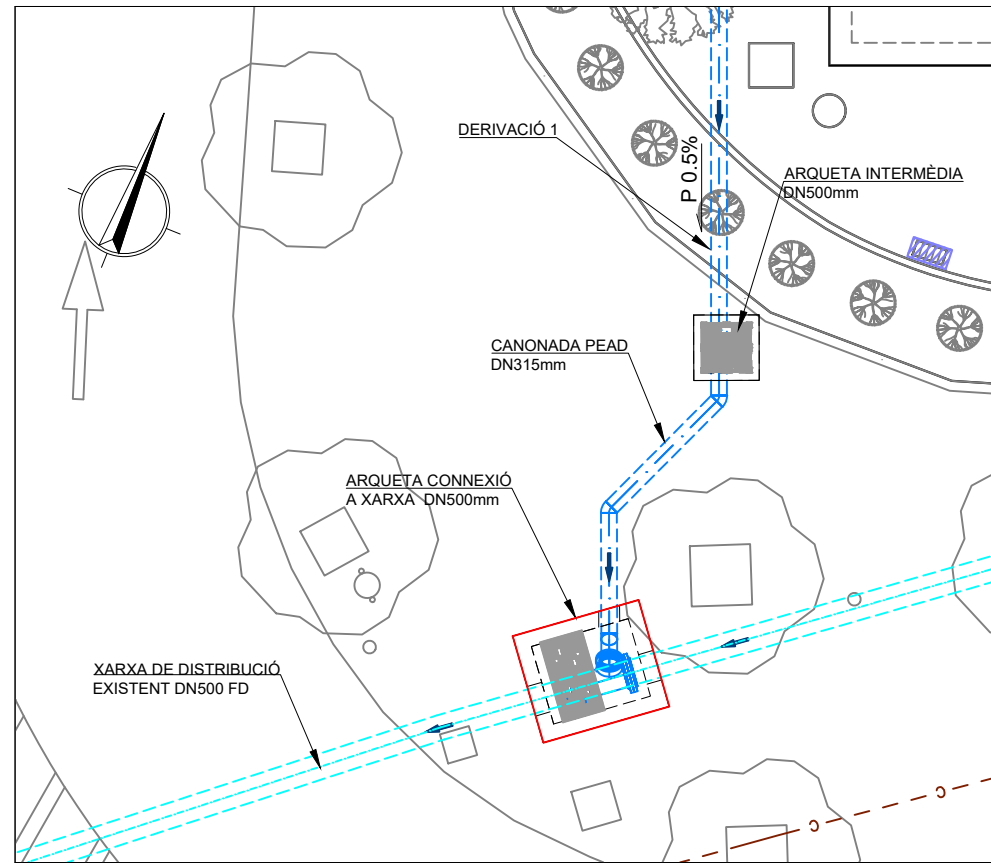 DERIVACIÓ 1
P 0.5%
ARQUETA INTERMÈDIA
DN500mm
CANONADA PEAD
DN315mm
ARQUETA CONNEXIÓ
A XARXA DN500mm
XARXA DE DISTRIBUCIÓ
EXISTENT DN500 FD